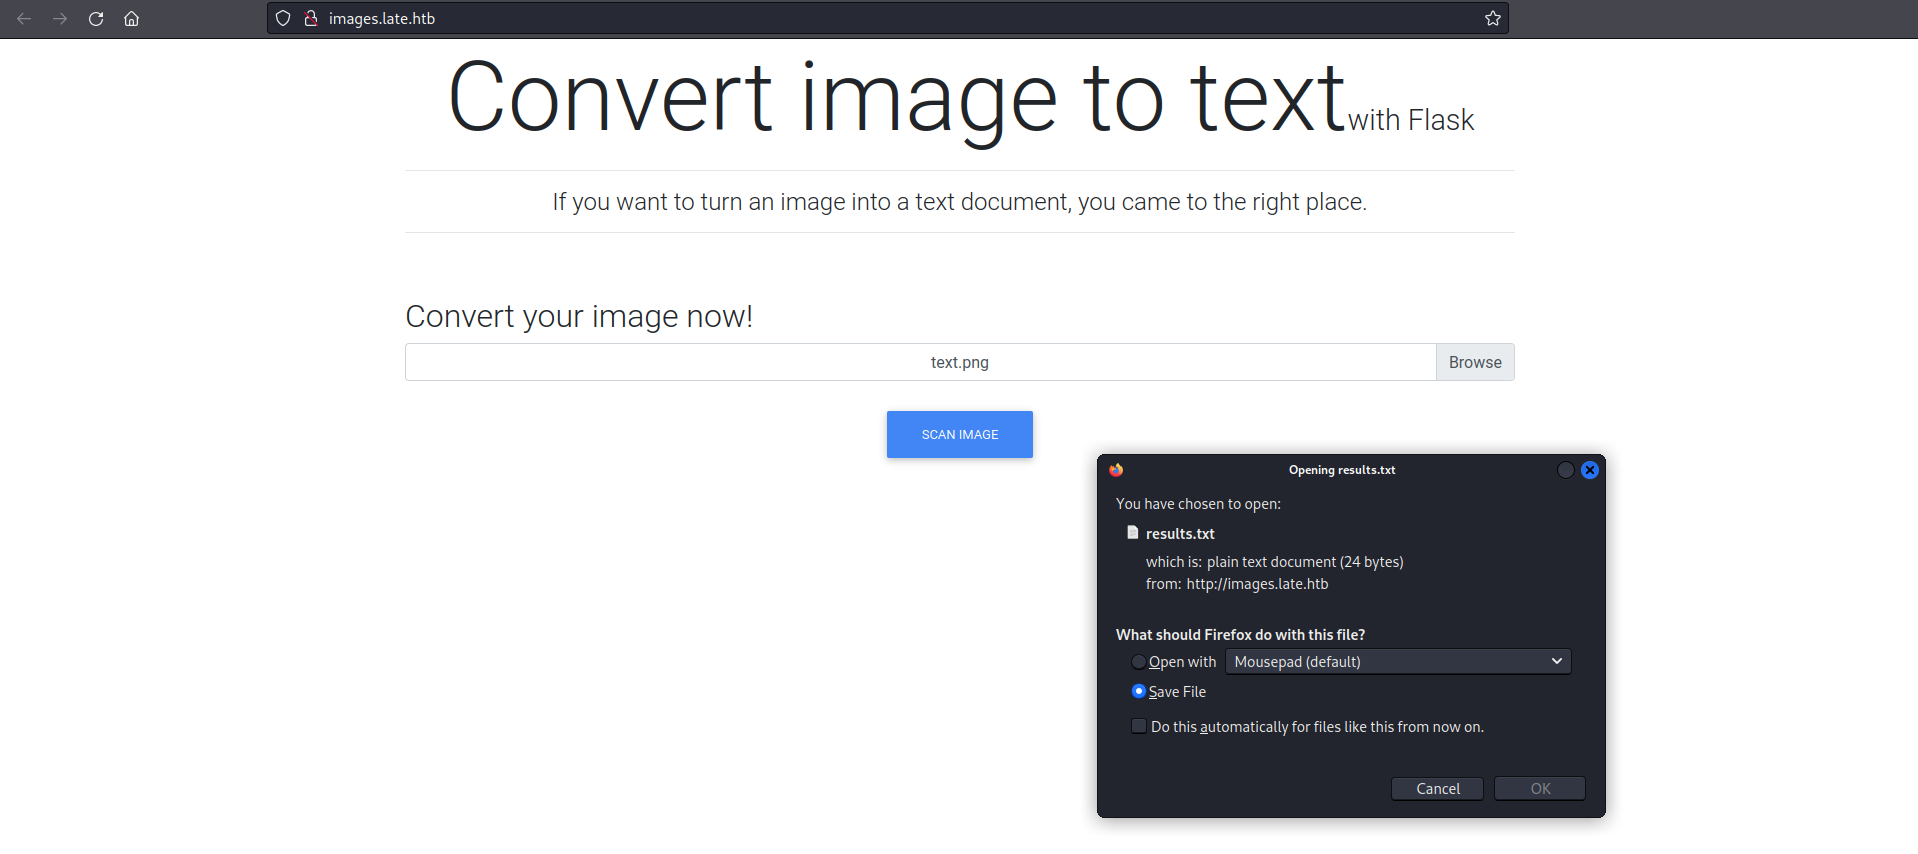 images.late.htb
Convert image to text with Flask
If you want to turn an image into a text document, you came to the right place.
Convert your image now!
text.png Browse
SCAN IMAGE
Opening results.txt
You have chosen to open:
results.txt
which is: plain text document (24 bytes)
from: http://images.late.htb
What should Firefox do with this file?
Open with Mousepad (default)
Save File
Do this automatically for files like this from now on.
Cancel OK